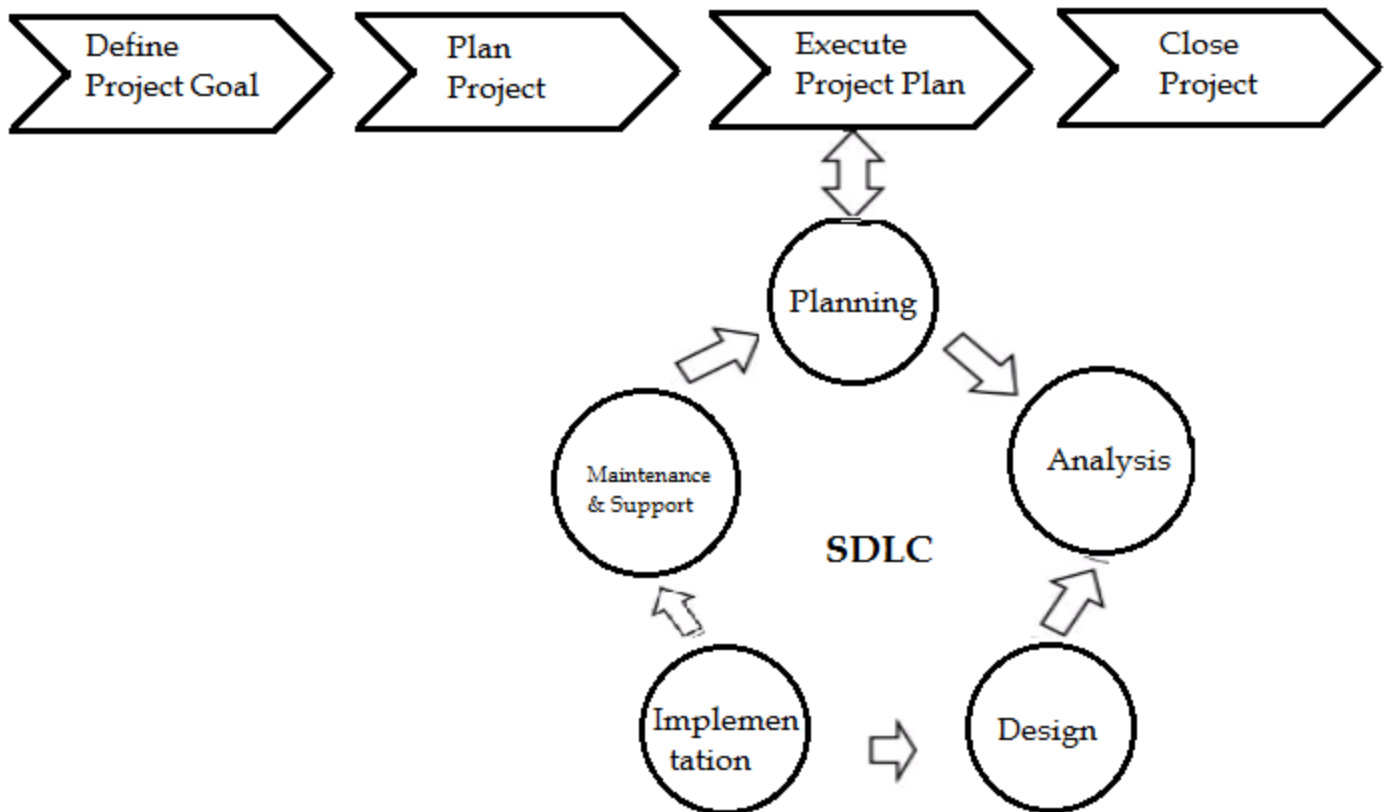 Define
Project Goal
Plan
Project
Execute
Project Plan
Close
Project
Planning
Analysis
Maintenance
& Support
SDLC
Implemen
tation
Design